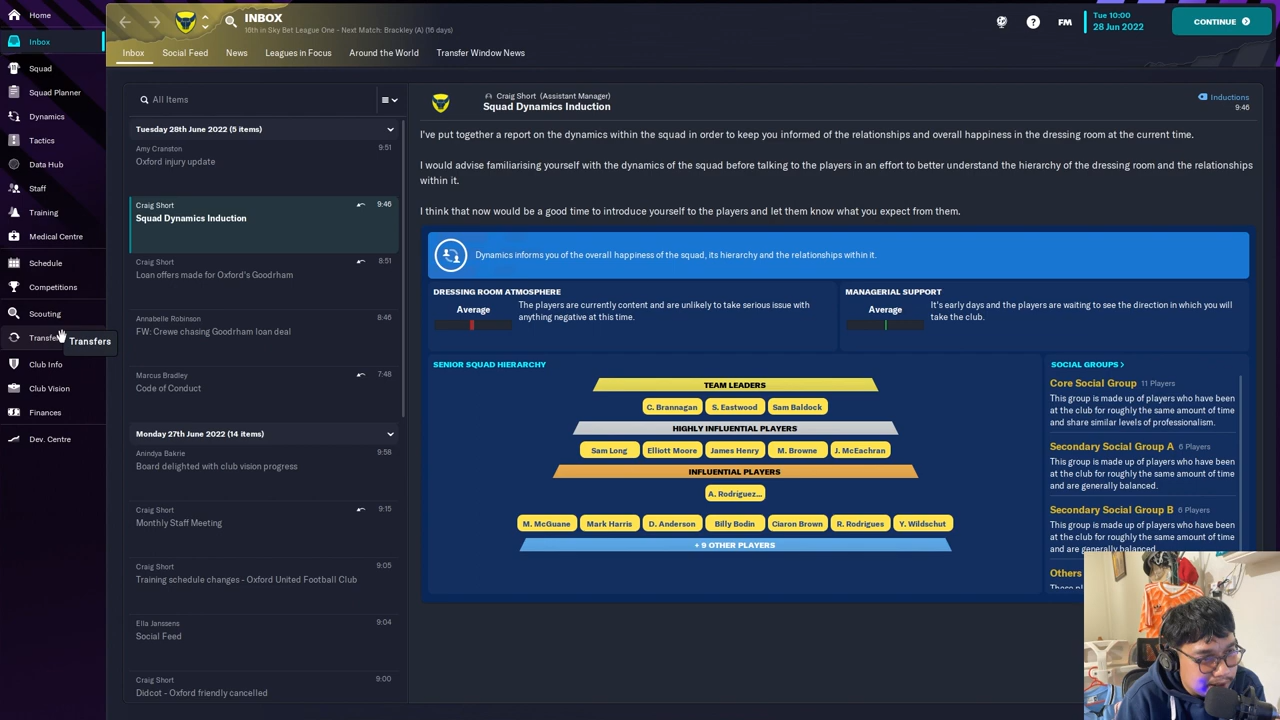 INBOX
18th in Sky Bet League One - Next Match: Brackley (A) (16 days)
FM
Tue 10:00
28 Jun 2022
CONTINUE
Home
Inbox
Squad
Squad Planner
Dynamics
Tactics
Data Hub
Staff
Training
Medical Centre
Schedule
Competitions
Scouting
Transfers
Club Info
Club Vision
Finances
Dev. Centre
Inbox
Social Feed
News
Leagues in Focus
Around the World
Transfer Window News
All Items
Tuesday 28th June 2022 (5 items)
Amy Cranston 9:51
Oxford injury update
Craig Short 9:46
Squad Dynamics Induction
Craig Short 8:51
Loan offers made for Oxford's Goodrham
Annabelle Robinson 8:46
FW: Crewe chasing Goodrham loan deal
Marcus Bradley 7:48
Code of Conduct
Monday 27th June 2022 (14 items)
Anindya Bakrie 9:58
Board delighted with club vision progress
Craig Short 9:15
Monthly Staff Meeting
Craig Short 9:05
Training schedule changes - Oxford United Football Club
Ella Janssens 9:04
Social Feed
Craig Short 9:00
Didcot - Oxford friendly cancelled
Craig Short (Assistant Manager)
Squad Dynamics Induction
Inductions
9:46
I've put together a report on the dynamics within the squad in order to keep you informed of the relationships and overall happiness in the dressing room at the current time.
I would advise familiarising yourself with the dynamics of the squad before talking to the players in an effort to better understand the hierarchy of the dressing room and the relationships
within it.
I think that now would be a good time to introduce yourself to the players and let them know what you expect from them.
Dynamics informs you of the overall happiness of the squad, its hierarchy and the relationships within it.
DRESSING ROOM ATMOSPHERE
Average
The players are currently content and are unlikely to take serious issue with
anything negative at this time.
MANAGERIAL SUPPORT
Average
It's early days and the players are waiting to see the direction in which you will
take the club.
SENIOR SQUAD HIERARCHY
TEAM LEADERS
C. Brannagan S. Eastwood Sam Baldock
HIGHLY INFLUENTIAL PLAYERS
Sam Long Elliott Moore James Henry M. Browne J. McEachran
INFLUENTIAL PLAYERS
A. Rodríguez...
M. McGuane Mark Harris D. Anderson Billy Bodin Ciaron Brown R. Rodrigues Y. Wildschut
+ 9 OTHER PLAYERS
SOCIAL GROUPS >
Core Social Group 11 Players
This group is made up of players who have been
at the club for roughly the same amount of time
and share similar levels of professionalism.
Secondary Social Group A 6 Players
This group is made up of players who have been
at the club for roughly the same amount of time
and are generally balanced.
Secondary Social Group B 6 Players
This group is made up of players who have been
at the club for roughly the same amount of time
and are generally balanced.
Others
Transfers